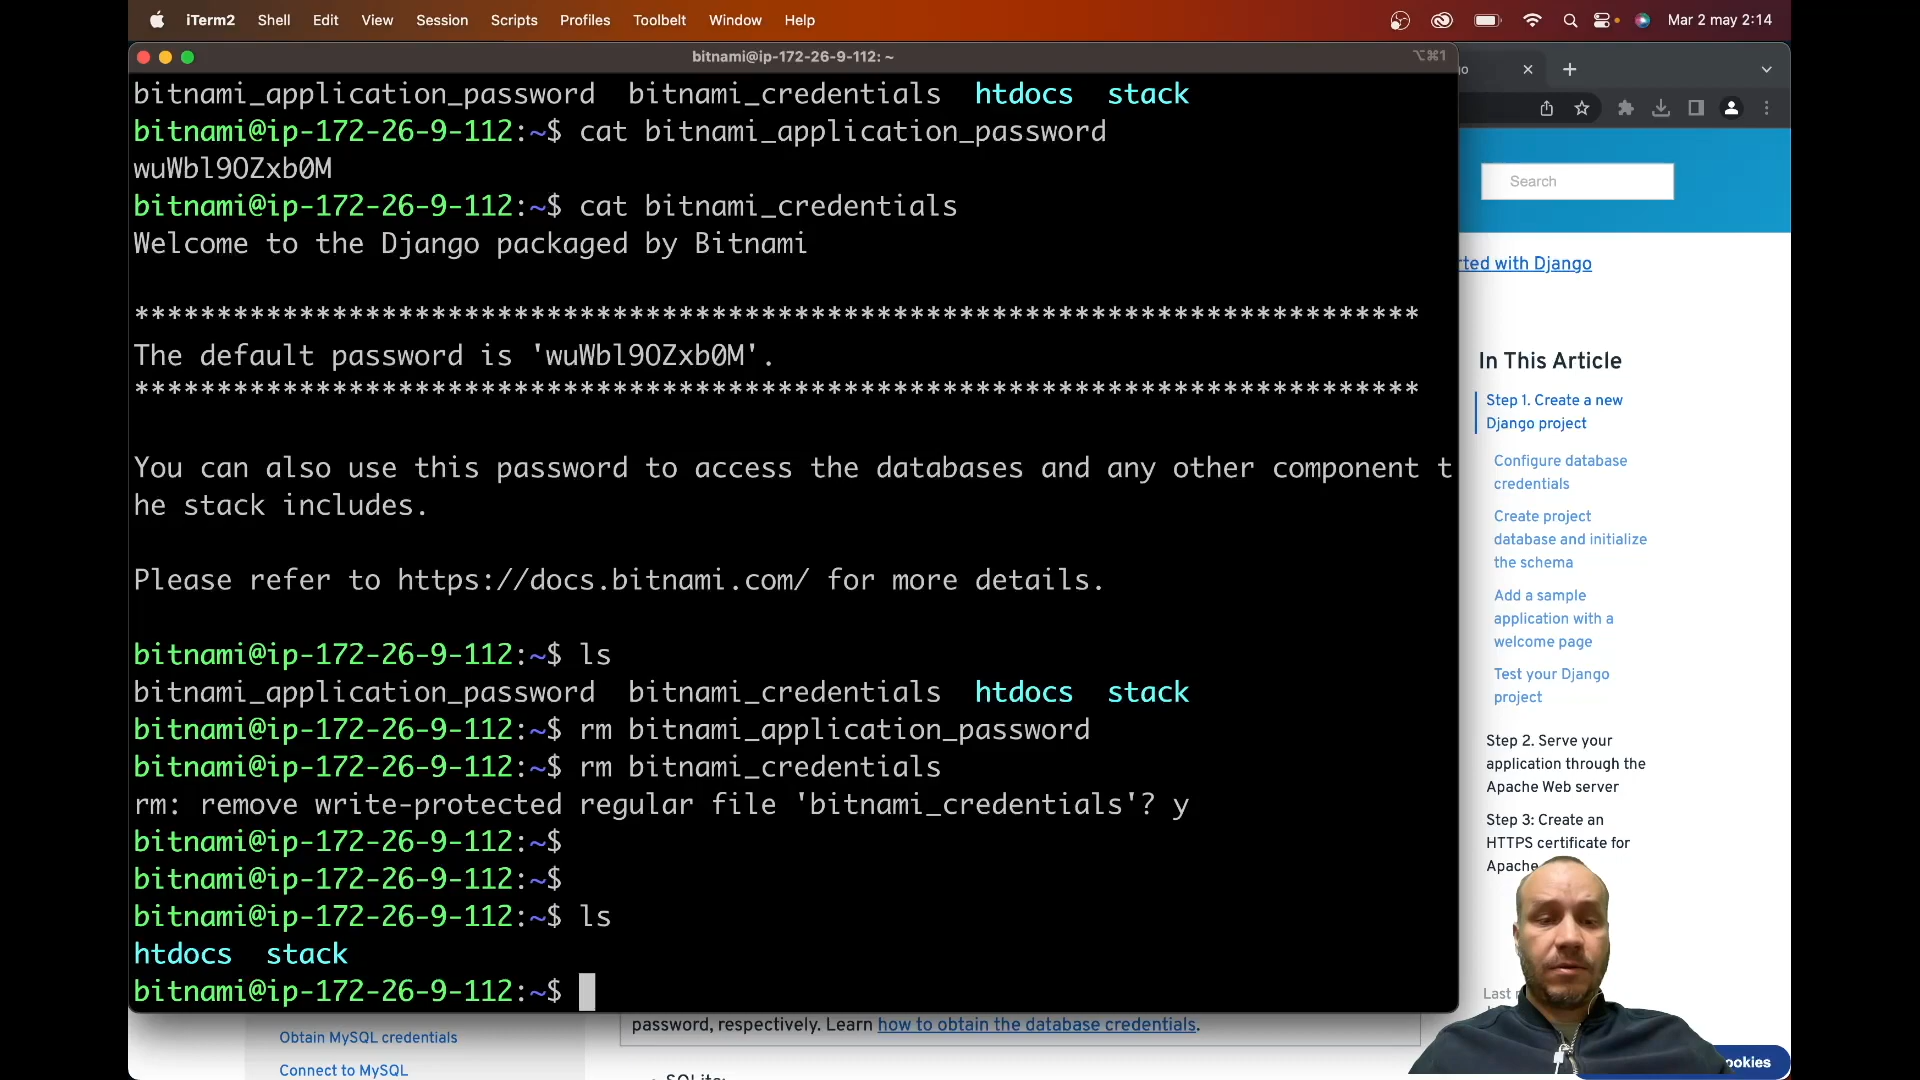 iTerm2 Shell Edit View Session Scripts Profiles Toolbelt Window Help Mar 2 may 2:14
bitnami@ip-172-26-9-112: ~ ⌥⌘1
bitnami_application_password bitnami_credentials htdocs stack
bitnami@ip-172-26-9-112:~$ cat bitnami_application_password
wuWbl9OZxb0M
bitnami@ip-172-26-9-112:~$ cat bitnami_credentials
Welcome to the Django packaged by Bitnami
******************************************************************************
The default password is 'wuWbl9OZxb0M'.
******************************************************************************
You can also use this password to access the databases and any other component t
he stack includes.
Please refer to https://docs.bitnami.com/ for more details.
bitnami@ip-172-26-9-112:~$ ls
bitnami_application_password bitnami_credentials htdocs stack
bitnami@ip-172-26-9-112:~$ rm bitnami_application_password
bitnami@ip-172-26-9-112:~$ rm bitnami_credentials
rm: remove write-protected regular file 'bitnami_credentials'? y
bitnami@ip-172-26-9-112:~$
bitnami@ip-172-26-9-112:~$
bitnami@ip-172-26-9-112:~$ ls
htdocs stack
bitnami@ip-172-26-9-112:~$
go
Search
rted with Django
In This Article
Step 1. Create a new
Django project
Configure database
credentials
Create project
database and initialize
the schema
Add a sample
application with a
welcome page
Test your Django
project
Step 2. Serve your
application through the
Apache Web server
Step 3: Create an
HTTPS certificate for
Apache
Last
ookies
password, respectively. Learn how to obtain the database credentials.
Obtain MySQL credentials
Connect to MySQL